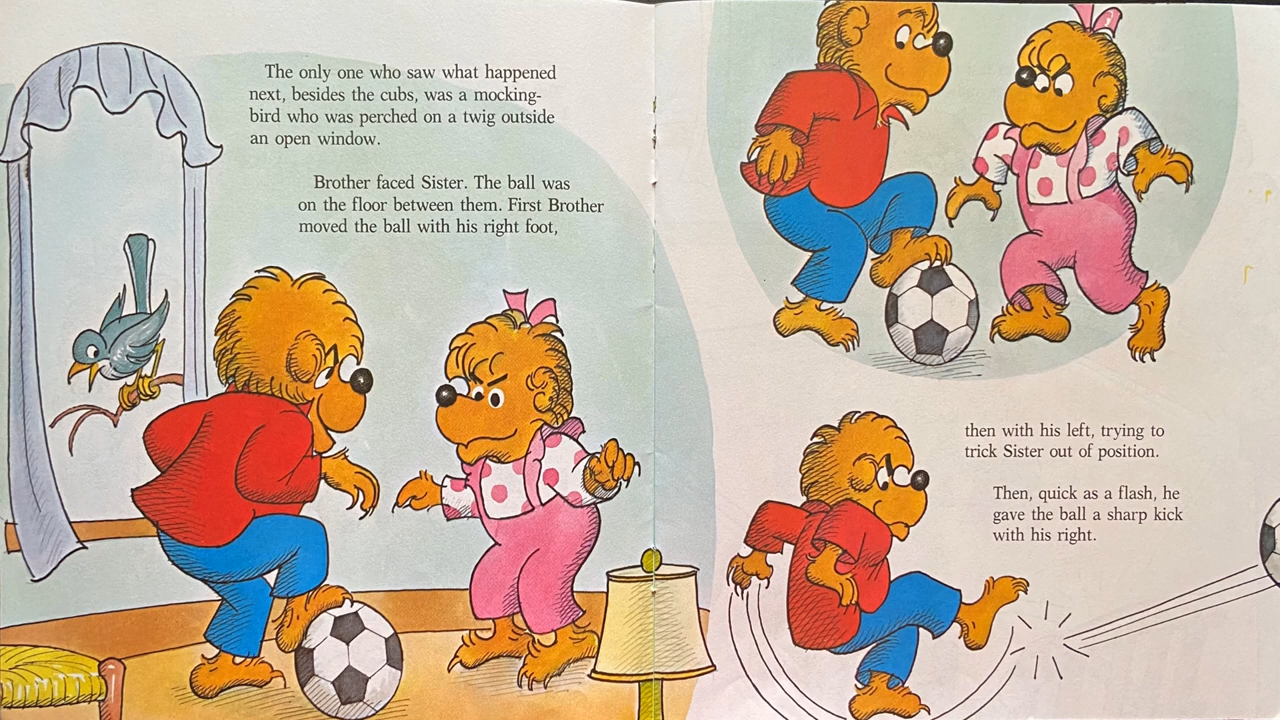 The only one who saw what happened
next, besides the cubs, was a mocking-
bird who was perched on a twig outside
an open window.
Brother faced Sister. The ball was
on the floor between them. First Brother
moved the ball with his right foot,
then with his left, trying to
trick Sister out of position.
Then, quick as a flash, he
gave the ball a sharp kick
with his right.